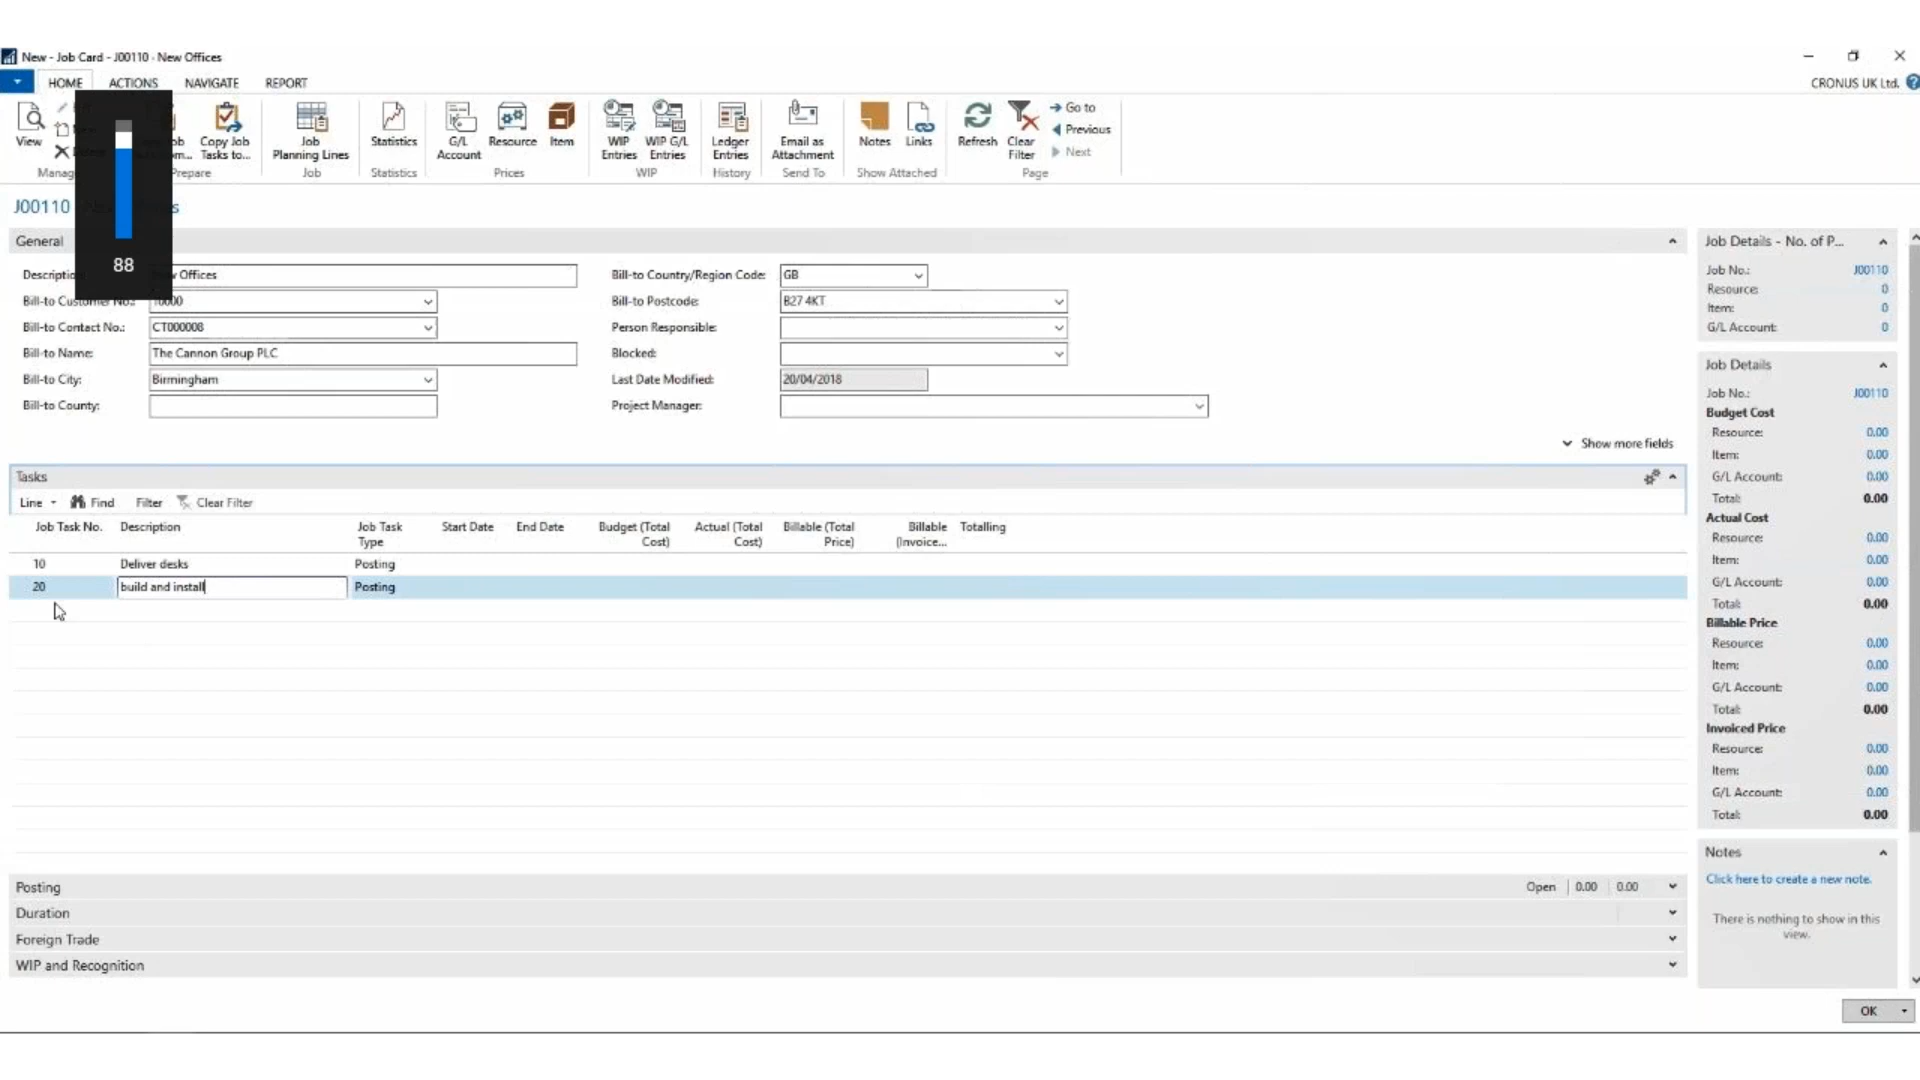 New - Job Card - J00110 - New Offices
HOME ACTIONS NAVIGATE REPORT
CRONUS UK Ltd.
View
Copy Job
Tasks to...
Job
Planning Lines
Statistics
G/L
Account
Resource
Item
WIP
Entries
WIP G/L
Entries
Ledger
Entries
Email as
Attachment
Notes
Links
Refresh
Clear
Filter
Go to
Previous
Next
Manag
Prepare
Job
Statistics
Prices
WIP
History
Send To
Show Attached
Page
J00110
88
General
Description
Offices
Bill-to Customer No.: 10000
Bill-to Contact No.: CT000008
Bill-to Name: The Cannon Group PLC
Bill-to City: Birmingham
Bill-to County:
Bill-to Country/Region Code: GB
Bill-to Postcode: B27 4KT
Person Responsible:
Blocked:
Last Date Modified: 20/04/2018
Project Manager:
Show more fields
Tasks
Line Find Filter Clear Filter
Job Task No. Description Job Task Type Start Date End Date Budget (Total Cost) Actual (Total Cost) Billable (Total Price) Billable (Invoice... Totalling
10 Deliver desks Posting
20 build and install Posting
Posting Open 0.00 0.00
Duration
Foreign Trade
WIP and Recognition
Job Details - No. of P...
Job No.: J00110
Resource: 0
Item: 0
G/L Account: 0
Job Details
Job No.: J00110
Budget Cost
Resource: 0.00
Item: 0.00
G/L Account: 0.00
Total: 0.00
Actual Cost
Resource: 0.00
Item: 0.00
G/L Account: 0.00
Total: 0.00
Billable Price
Resource: 0.00
Item: 0.00
G/L Account: 0.00
Total: 0.00
Invoiced Price
Resource: 0.00
Item: 0.00
G/L Account: 0.00
Total: 0.00
Notes
Click here to create a new note.
There is nothing to show in this
view.
OK